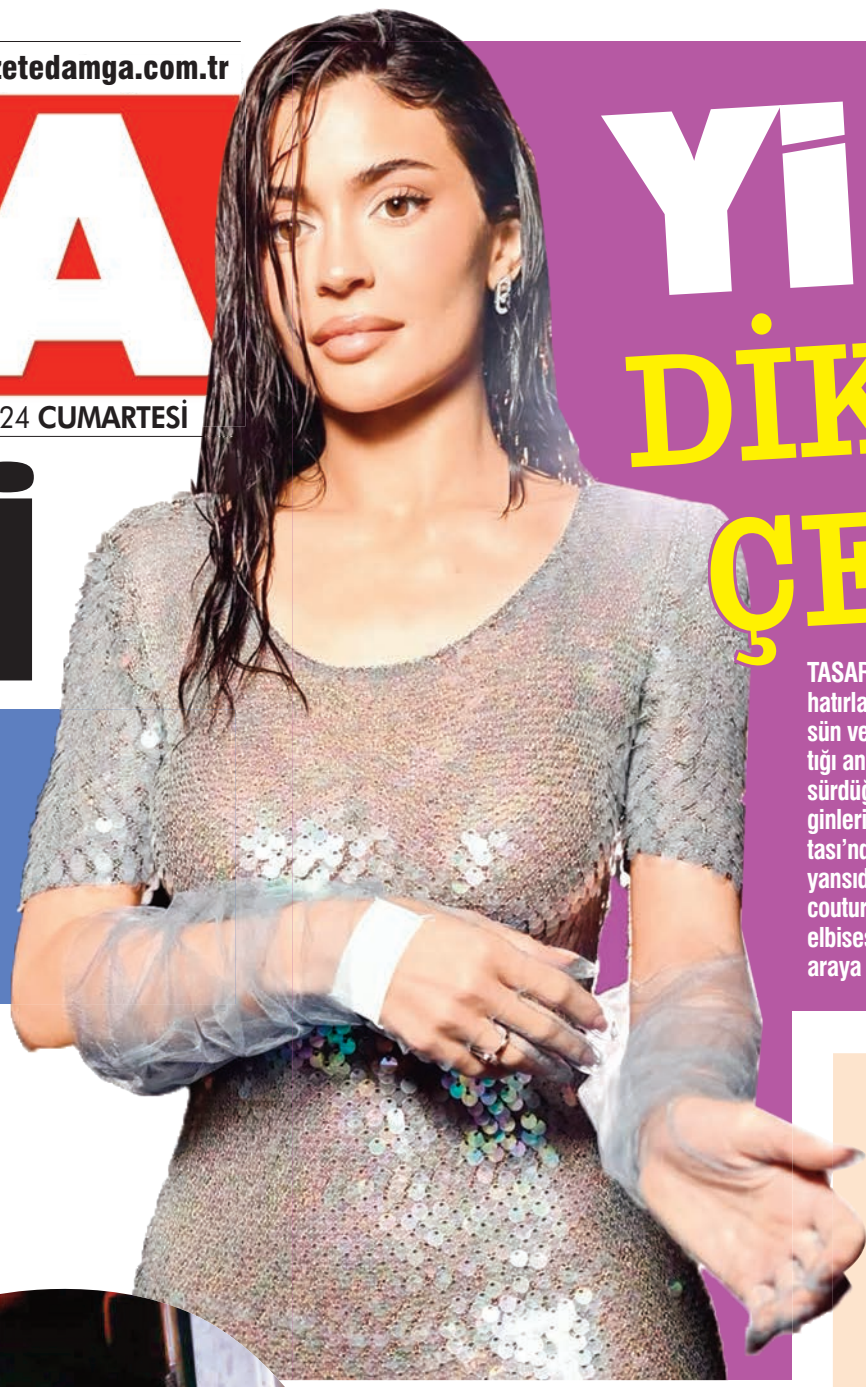 etedamga.com.tr
A
24 CUMARTESİ
İ
Yi
DİK
ÇE
TASAR
hatırla
sün ve
tığı an
sürdüğ
ginleri
tası'nd
yansıd
coutur
elbises
araya